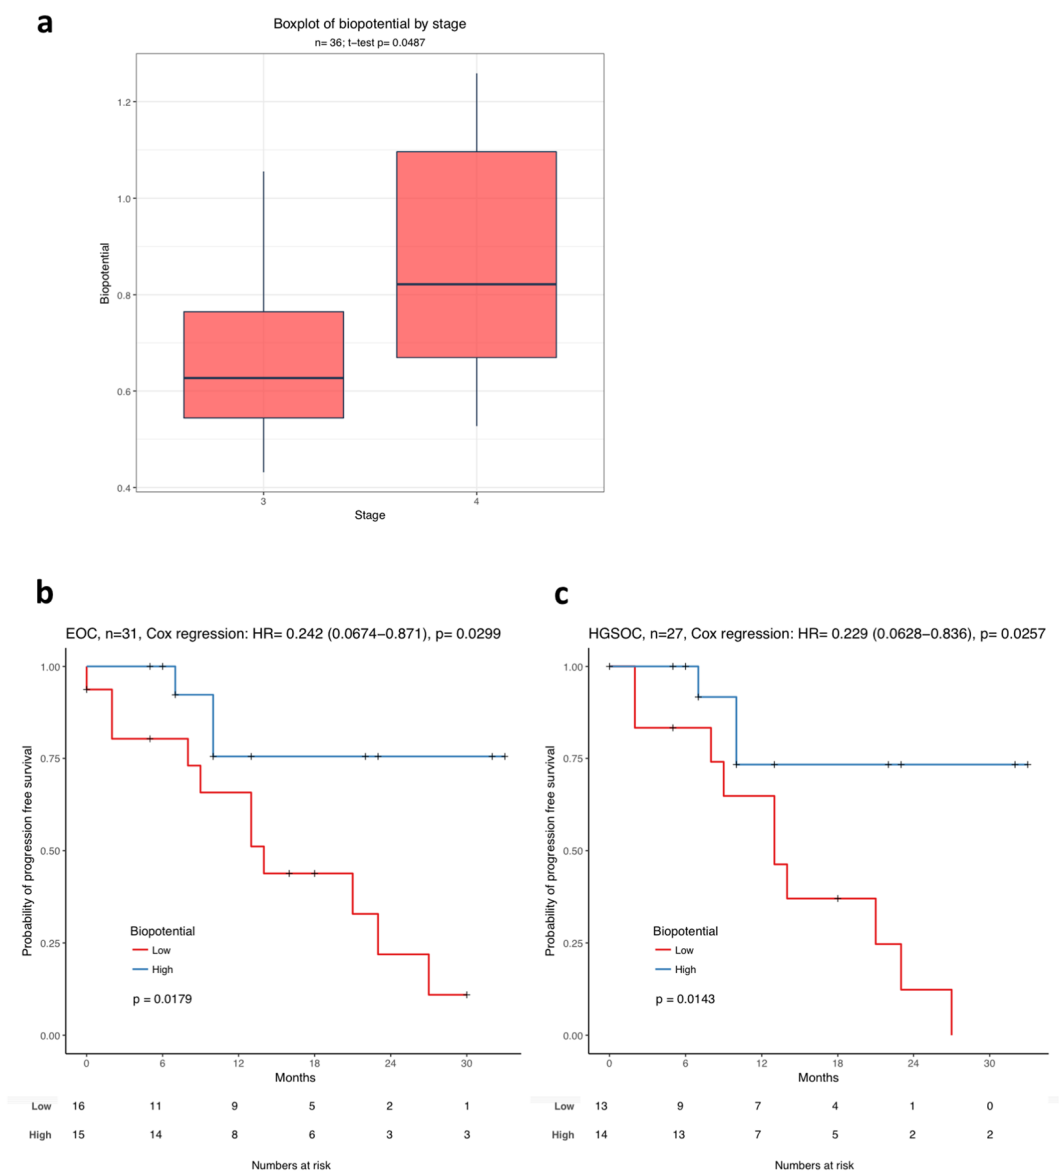 a
Boxplot of biopotential by stage
n= 36; t−test p= 0.0487
Biopotential
1.2
1.0
0.8
0.6
0.4
3 4
Stage
b
EOC, n=31, Cox regression: HR= 0.242 (0.0674−0.871), p= 0.0299
Probability of progression free survival
1.00
0.75
0.50
0.25
0.00
Biopotential
Low
High
p = 0.0179
0 6 12 18 24 30
Months
Low 16 11 9 5 2 1
High 15 14 8 6 3 3
Numbers at risk
c
HGSOC, n=27, Cox regression: HR= 0.229 (0.0628−0.836), p= 0.0257
Probability of progression free survival
1.00
0.75
0.50
0.25
0.00
Biopotential
Low
High
p = 0.0143
0 6 12 18 24 30
Months
Low 13 9 7 4 1 0
High 14 13 7 5 2 2
Numbers at risk